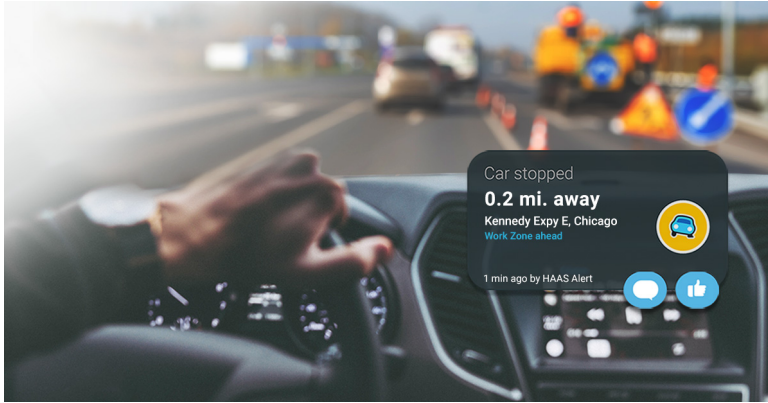 Car stopped
0.2 mi. away
Kennedy Expy E, Chicago
Work Zone ahead
1 min ago by HAAS Alert